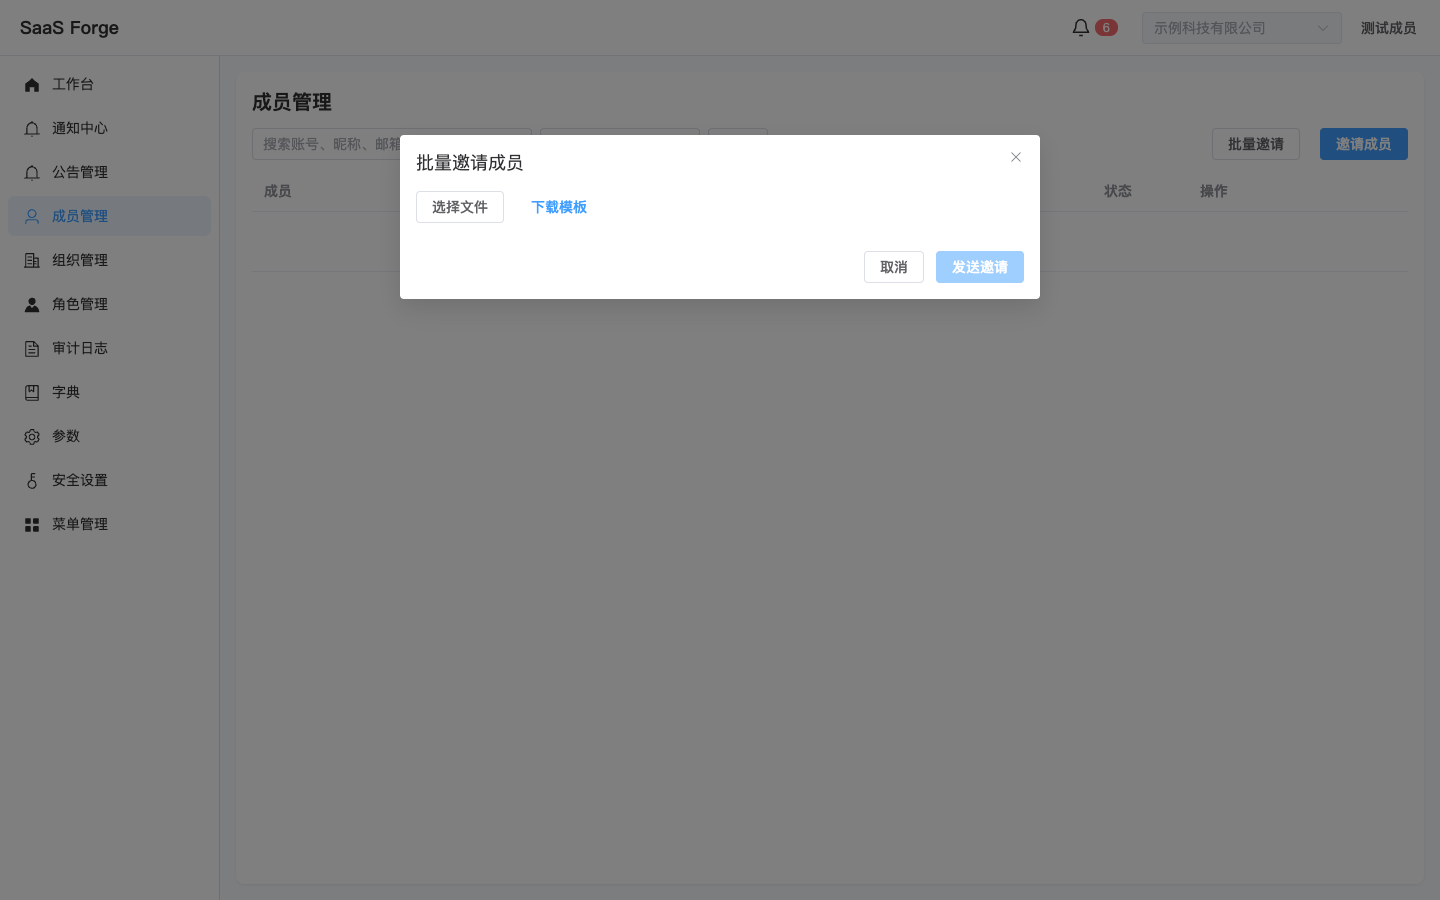 SaaS Forge
6
示例科技有限公司
测试成员
工作台
通知中心
公告管理
成员管理
组织管理
角色管理
审计日志
字典
参数
安全设置
菜单管理
成员管理
搜索账号、昵称、邮箱
批量邀请
邀请成员
成员
状态
操作
批量邀请成员
选择文件
下载模板
取消
发送邀请